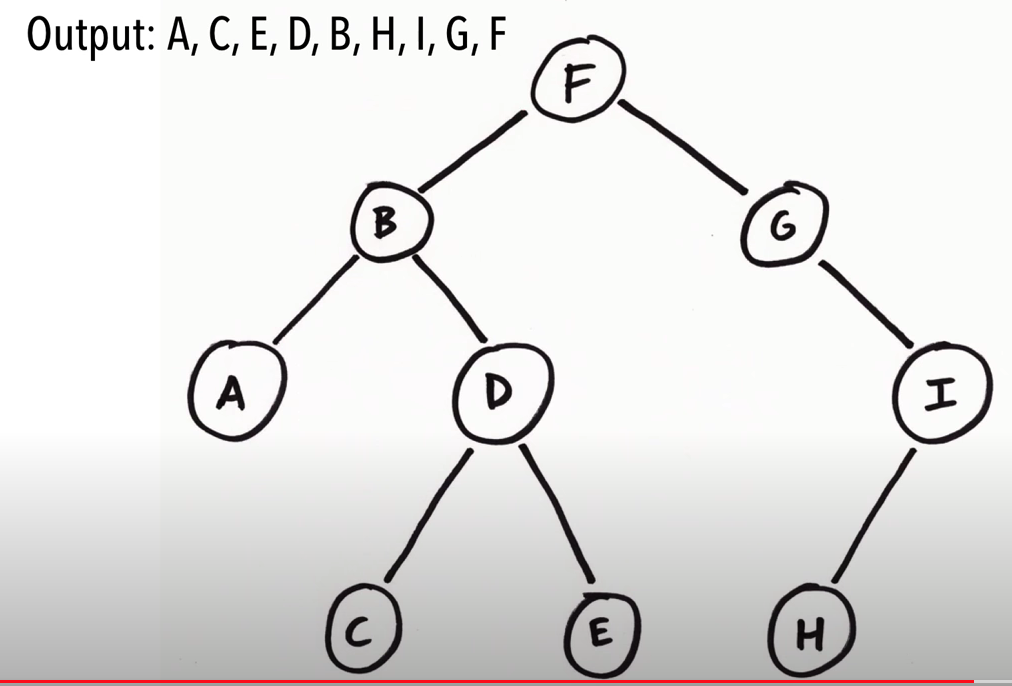 Output: A, C, E, D, B, H, I, G, F
F
B
G
A
D
I
C
E
H